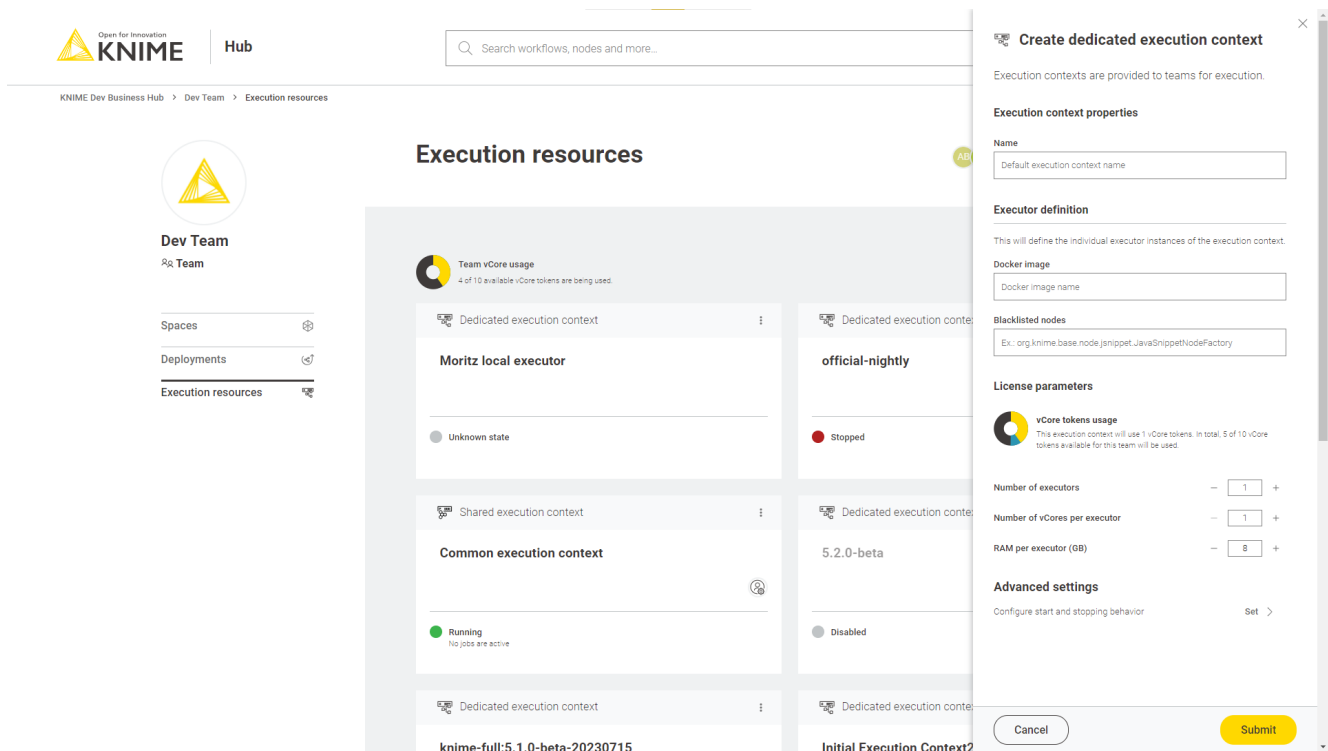 Open for Innovation
KNIME
Hub
Search workflows, nodes and more...
KNIME Dev Business Hub > Dev Team > Execution resources
Dev Team
Team
Spaces
Deployments
Execution resources
Execution resources
AB
Team vCore usage
4 of 10 available vCore tokens are being used.
Dedicated execution context
Moritz local executor
Unknown state
Dedicated execution conte
official-nightly
Stopped
Shared execution context
Common execution context
Running
No jobs are active
Dedicated execution conte
5.2.0-beta
Disabled
Dedicated execution context
knime-full:5.1.0-beta-20230715
Dedicated execution conte
Initial Execution Context2
Create dedicated execution context
Execution contexts are provided to teams for execution.
Execution context properties
Name
Default execution context name
Executor definition
This will define the individual executor instances of the execution context.
Docker image
Docker image name
Blacklisted nodes
Ex.: org.knime.base.node.jsnippet.JavaSnippetNodeFactory
License parameters
vCore tokens usage
This execution context will use 1 vCore tokens. In total, 5 of 10 vCore
tokens available for this team will be used.
Number of executors − 1 +
Number of vCores per executor − 1 +
RAM per executor (GB) − 8 +
Advanced settings
Configure start and stopping behavior Set >
Cancel
Submit